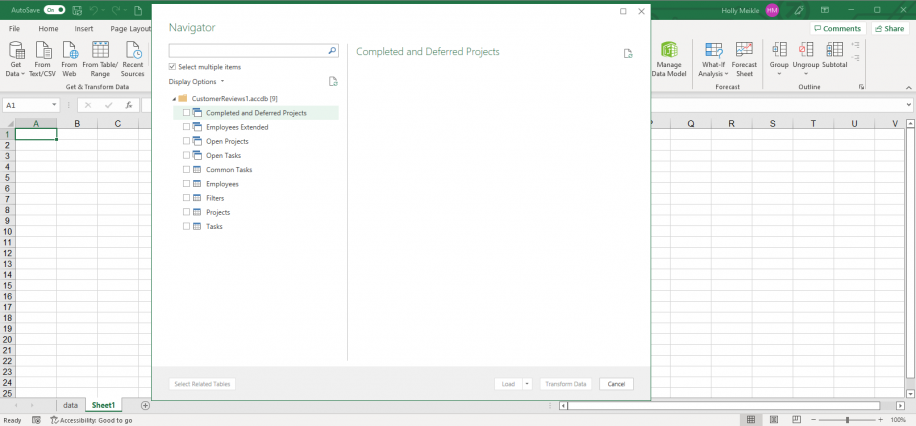 AutoSave On
Holly Meikle HM
File Home Insert Page Layout
Comments Share
Get Data From Text/CSV From Web From Table/ Range Recent Sources
Get & Transform Data
Manage Data Model
What-If Analysis Forecast Sheet
Forecast
Group Ungroup Subtotal
Outline
A1
fx
A B C
Q R S T U V
1
2
3
4
5
6
7
8
9
10
11
12
13
14
15
16
17
18
19
20
21
22
23
24
25
Navigator
Select multiple items
Display Options
CustomerReviews1.accdb [9]
Completed and Deferred Projects
Employees Extended
Open Projects
Open Tasks
Common Tasks
Employees
Filters
Projects
Tasks
Completed and Deferred Projects
Select Related Tables
Load Transform Data Cancel
data Sheet1
Ready Accessibility: Good to go
100%